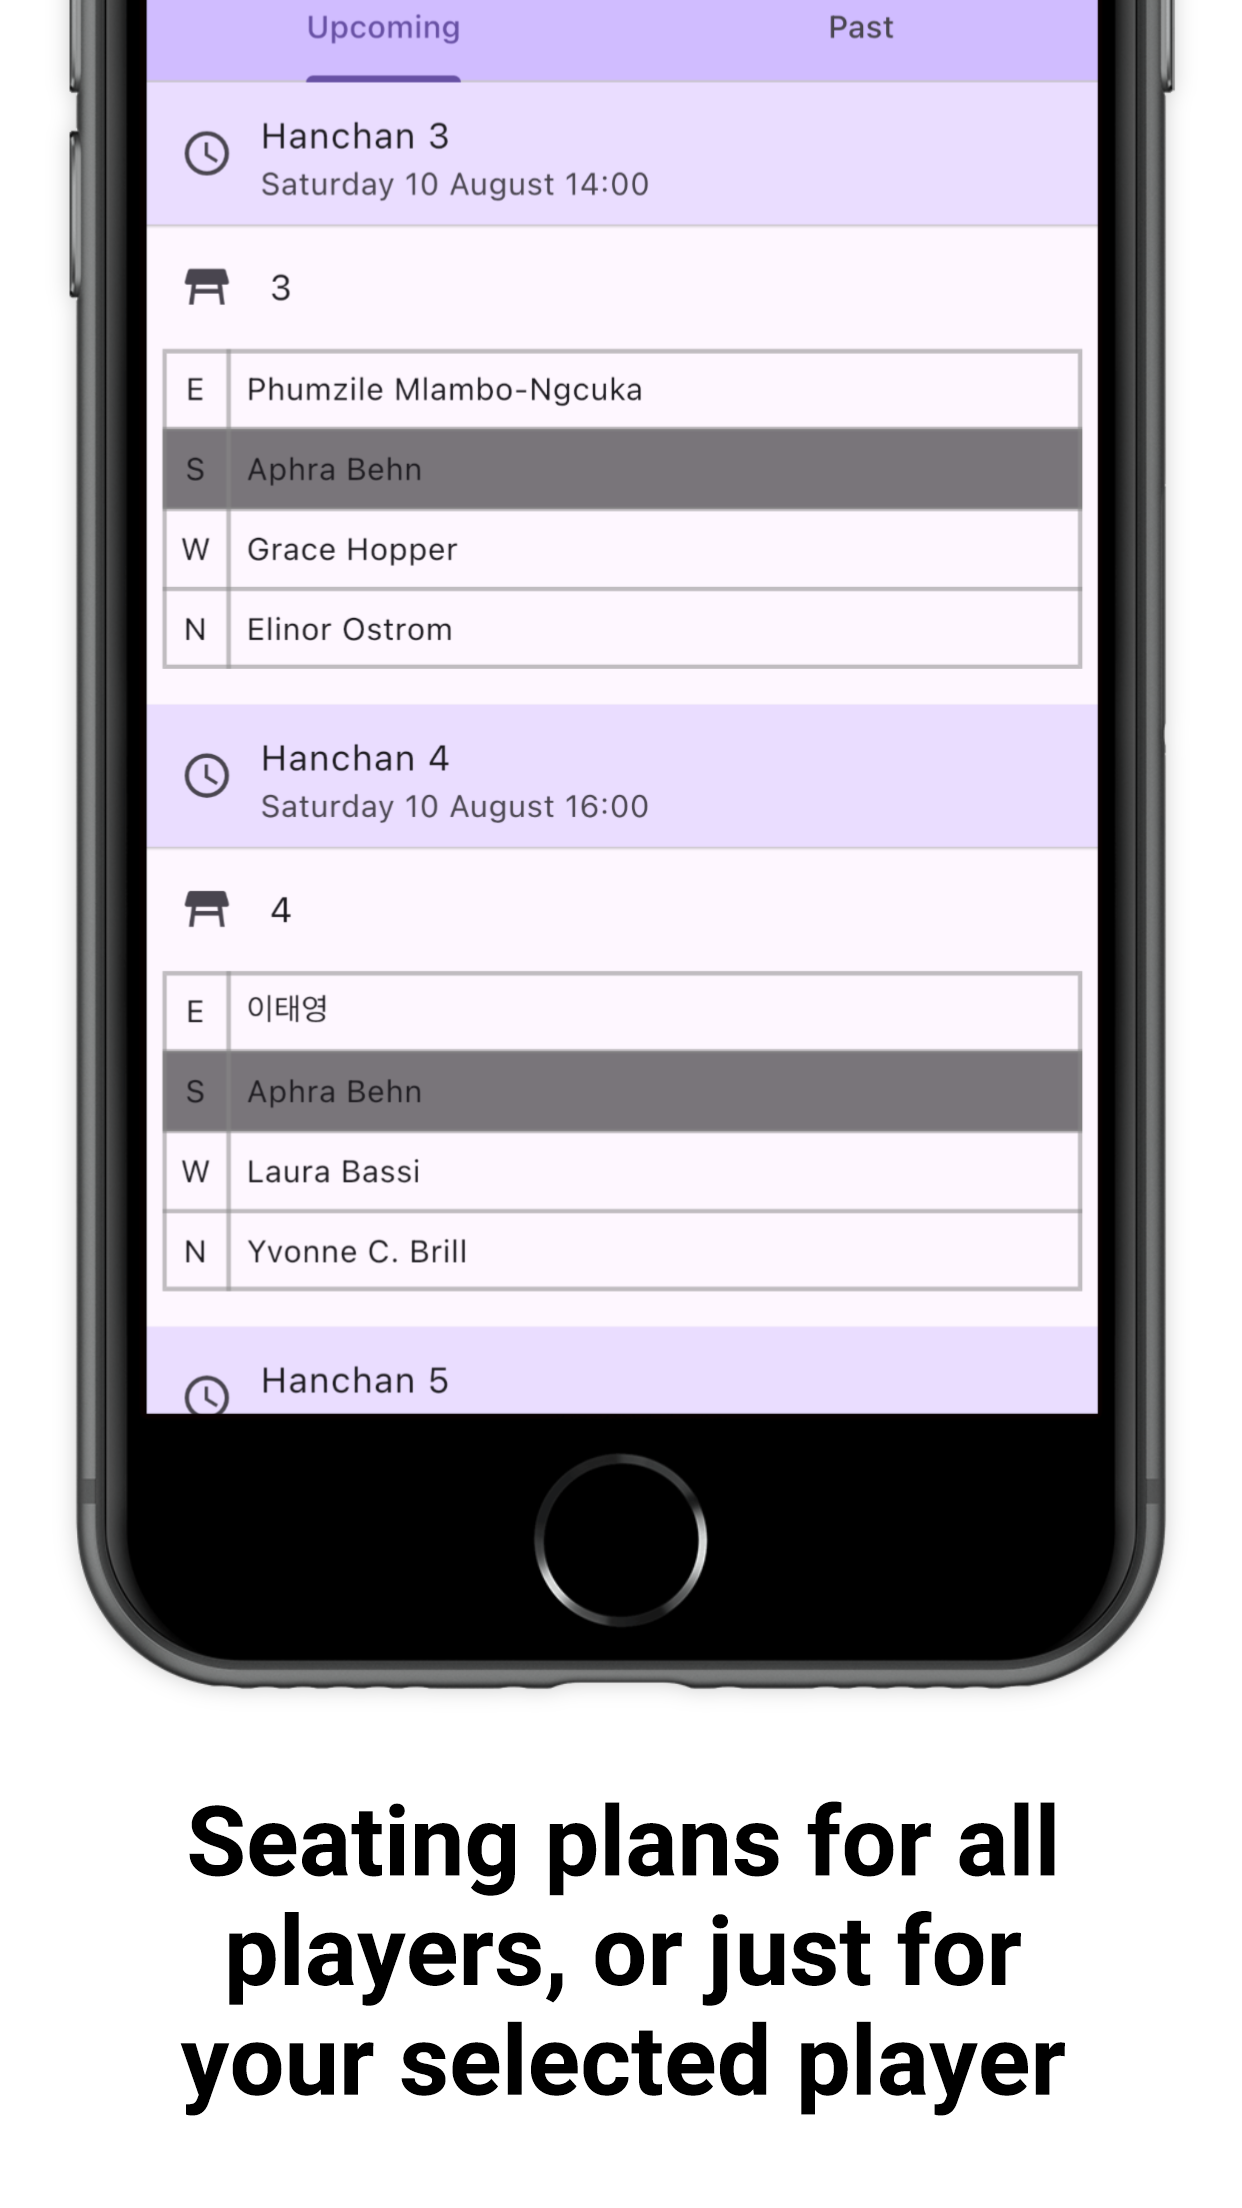 Upcoming Past
Hanchan 3
Saturday 10 August 14:00
3
E Phumzile Mlambo-Ngcuka
S Aphra Behn
W Grace Hopper
N Elinor Ostrom
Hanchan 4
Saturday 10 August 16:00
4
E 이태영
S Aphra Behn
W Laura Bassi
N Yvonne C. Brill
Hanchan 5
Seating plans for all
players, or just for
your selected player